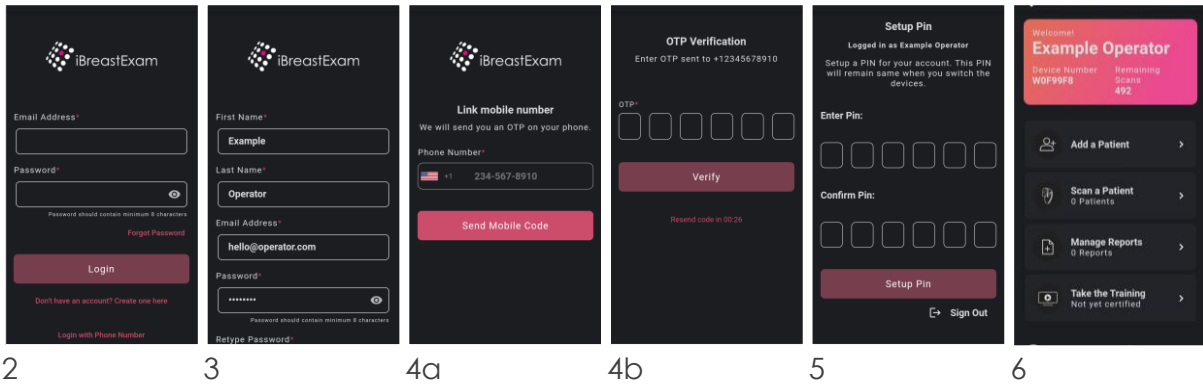 iBreastExam
Email Address*
Password*
Password should contain minimum 8 characters
Forgot Password
Login
Don't have an account? Create one here
Login with Phone Number
2
iBreastExam
First Name*
Example
Last Name*
Operator
Email Address*
hello@operator.com
Password*
••••••••
Password should contain minimum 8 characters
Retype Password*
3
iBreastExam
Link mobile number
We will send you an OTP on your phone.
Phone Number*
+1 234-567-8910
Send Mobile Code
4a
OTP Verification
Enter OTP sent to +12345678910
OTP*
Verify
Resend code in 00:26
4b
Setup Pin
Logged in as Example Operator
Setup a PIN for your account. This PIN
will remain same when you switch the
devices.
Enter Pin:
Confirm Pin:
Setup Pin
Sign Out
5
Welcome!
Example Operator
Device Number Remaining
W0F99F8 Scans
492
Add a Patient
Scan a Patient
0 Patients
Manage Reports
0 Reports
Take the Training
Not yet certified
6